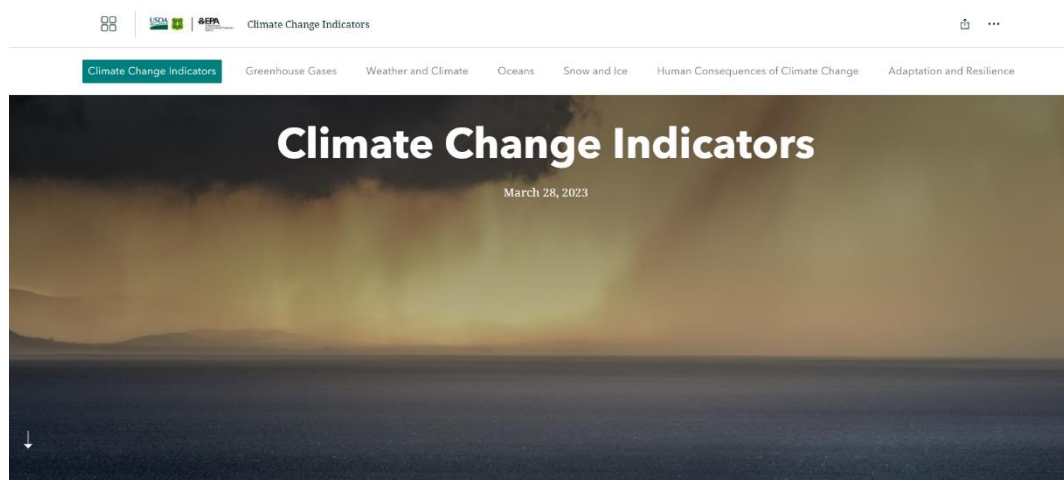 USDA EPA Climate Change Indicators
Climate Change Indicators Greenhouse Gases Weather and Climate Oceans Snow and Ice Human Consequences of Climate Change Adaptation and Resilience
Climate Change Indicators
March 28, 2023